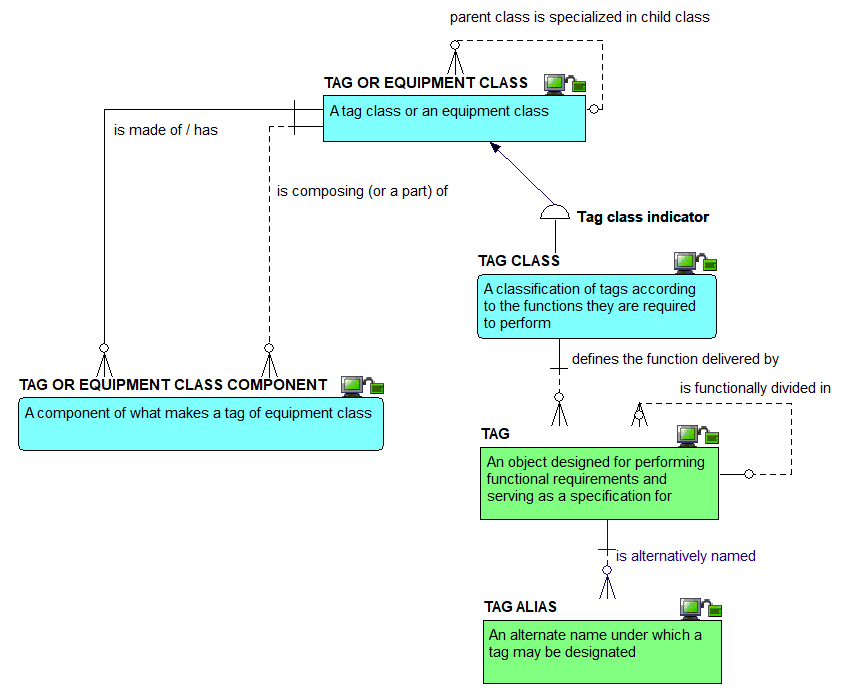 parent class is specialized in child class
TAG OR EQUIPMENT CLASS
A tag class or an equipment class
is made of / has
is composing (or a part) of
Tag class indicator
TAG CLASS
A classification of tags according
to the functions they are required
to perform
defines the function delivered by
is functionally divided in
TAG OR EQUIPMENT CLASS COMPONENT
A component of what makes a tag of equipment class
TAG
An object designed for performing
functional requirements and
serving as a specification for
is alternatively named
TAG ALIAS
An alternate name under which a
tag may be designated